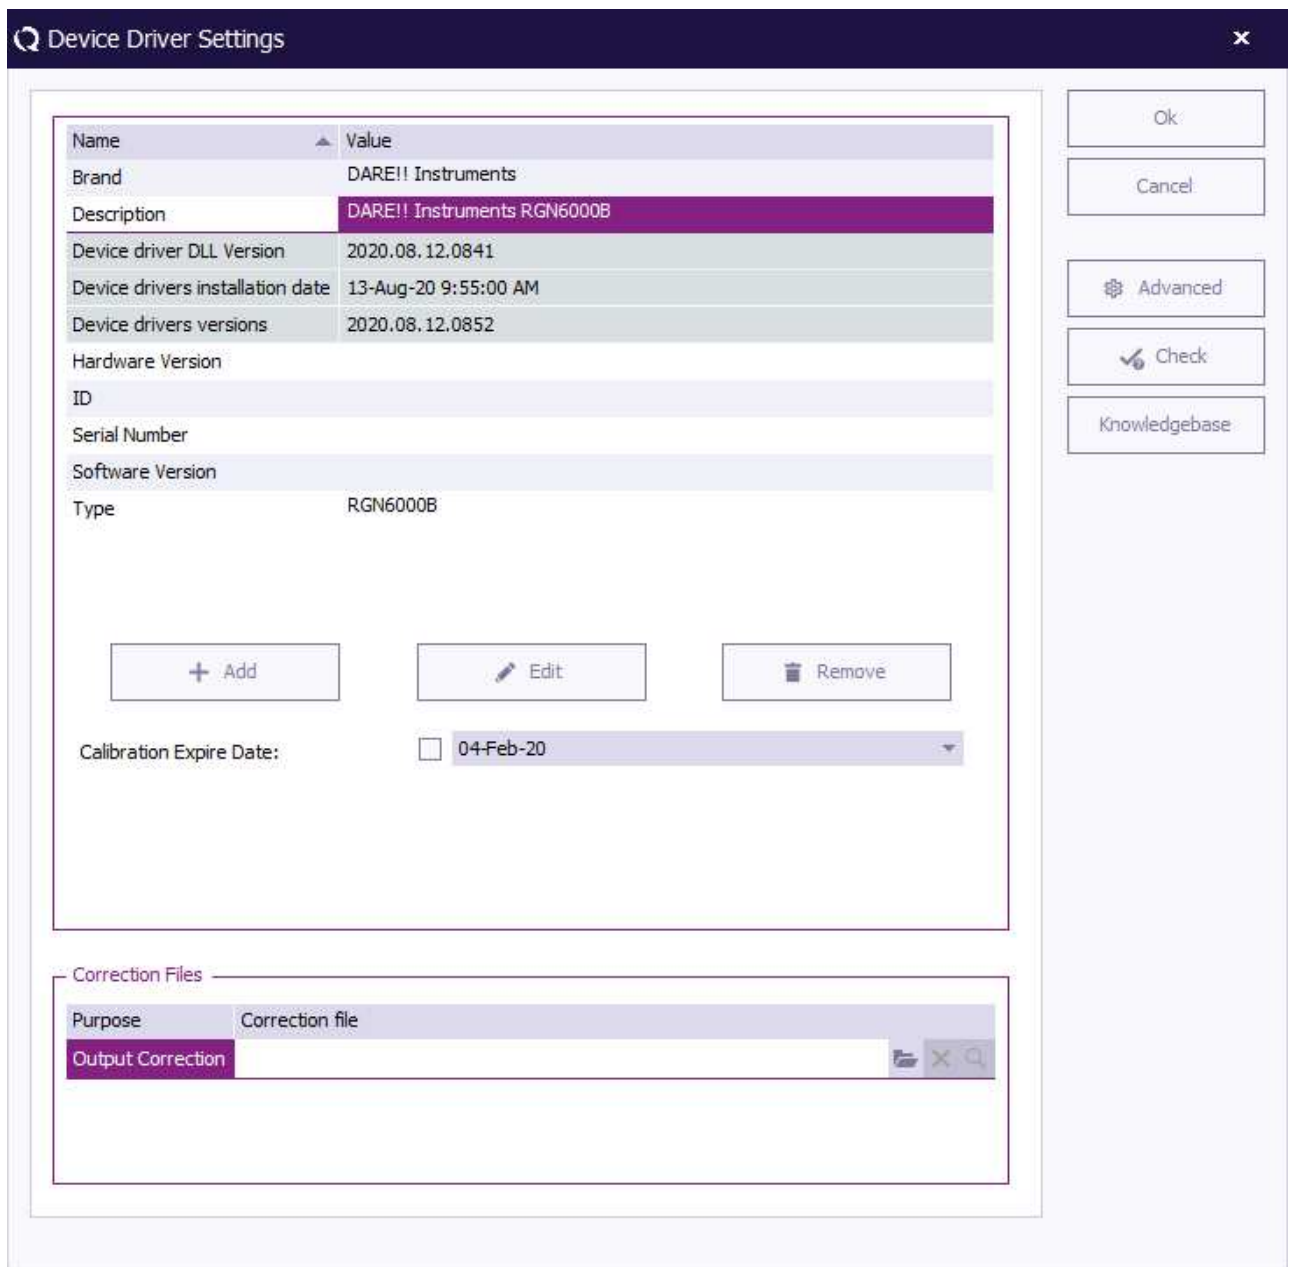 Device Driver Settings
Ok
Cancel
Advanced
Check
Knowledgebase
Name Value
Brand DARE!! Instruments
Description DARE!! Instruments RGN6000B
Device driver DLL Version 2020.08.12.0841
Device drivers installation date 13-Aug-20 9:55:00 AM
Device drivers versions 2020.08.12.0852
Hardware Version
ID
Serial Number
Software Version
Type RGN6000B
Add Edit Remove
Calibration Expire Date: 04-Feb-20
Correction Files
Purpose Correction file
Output Correction